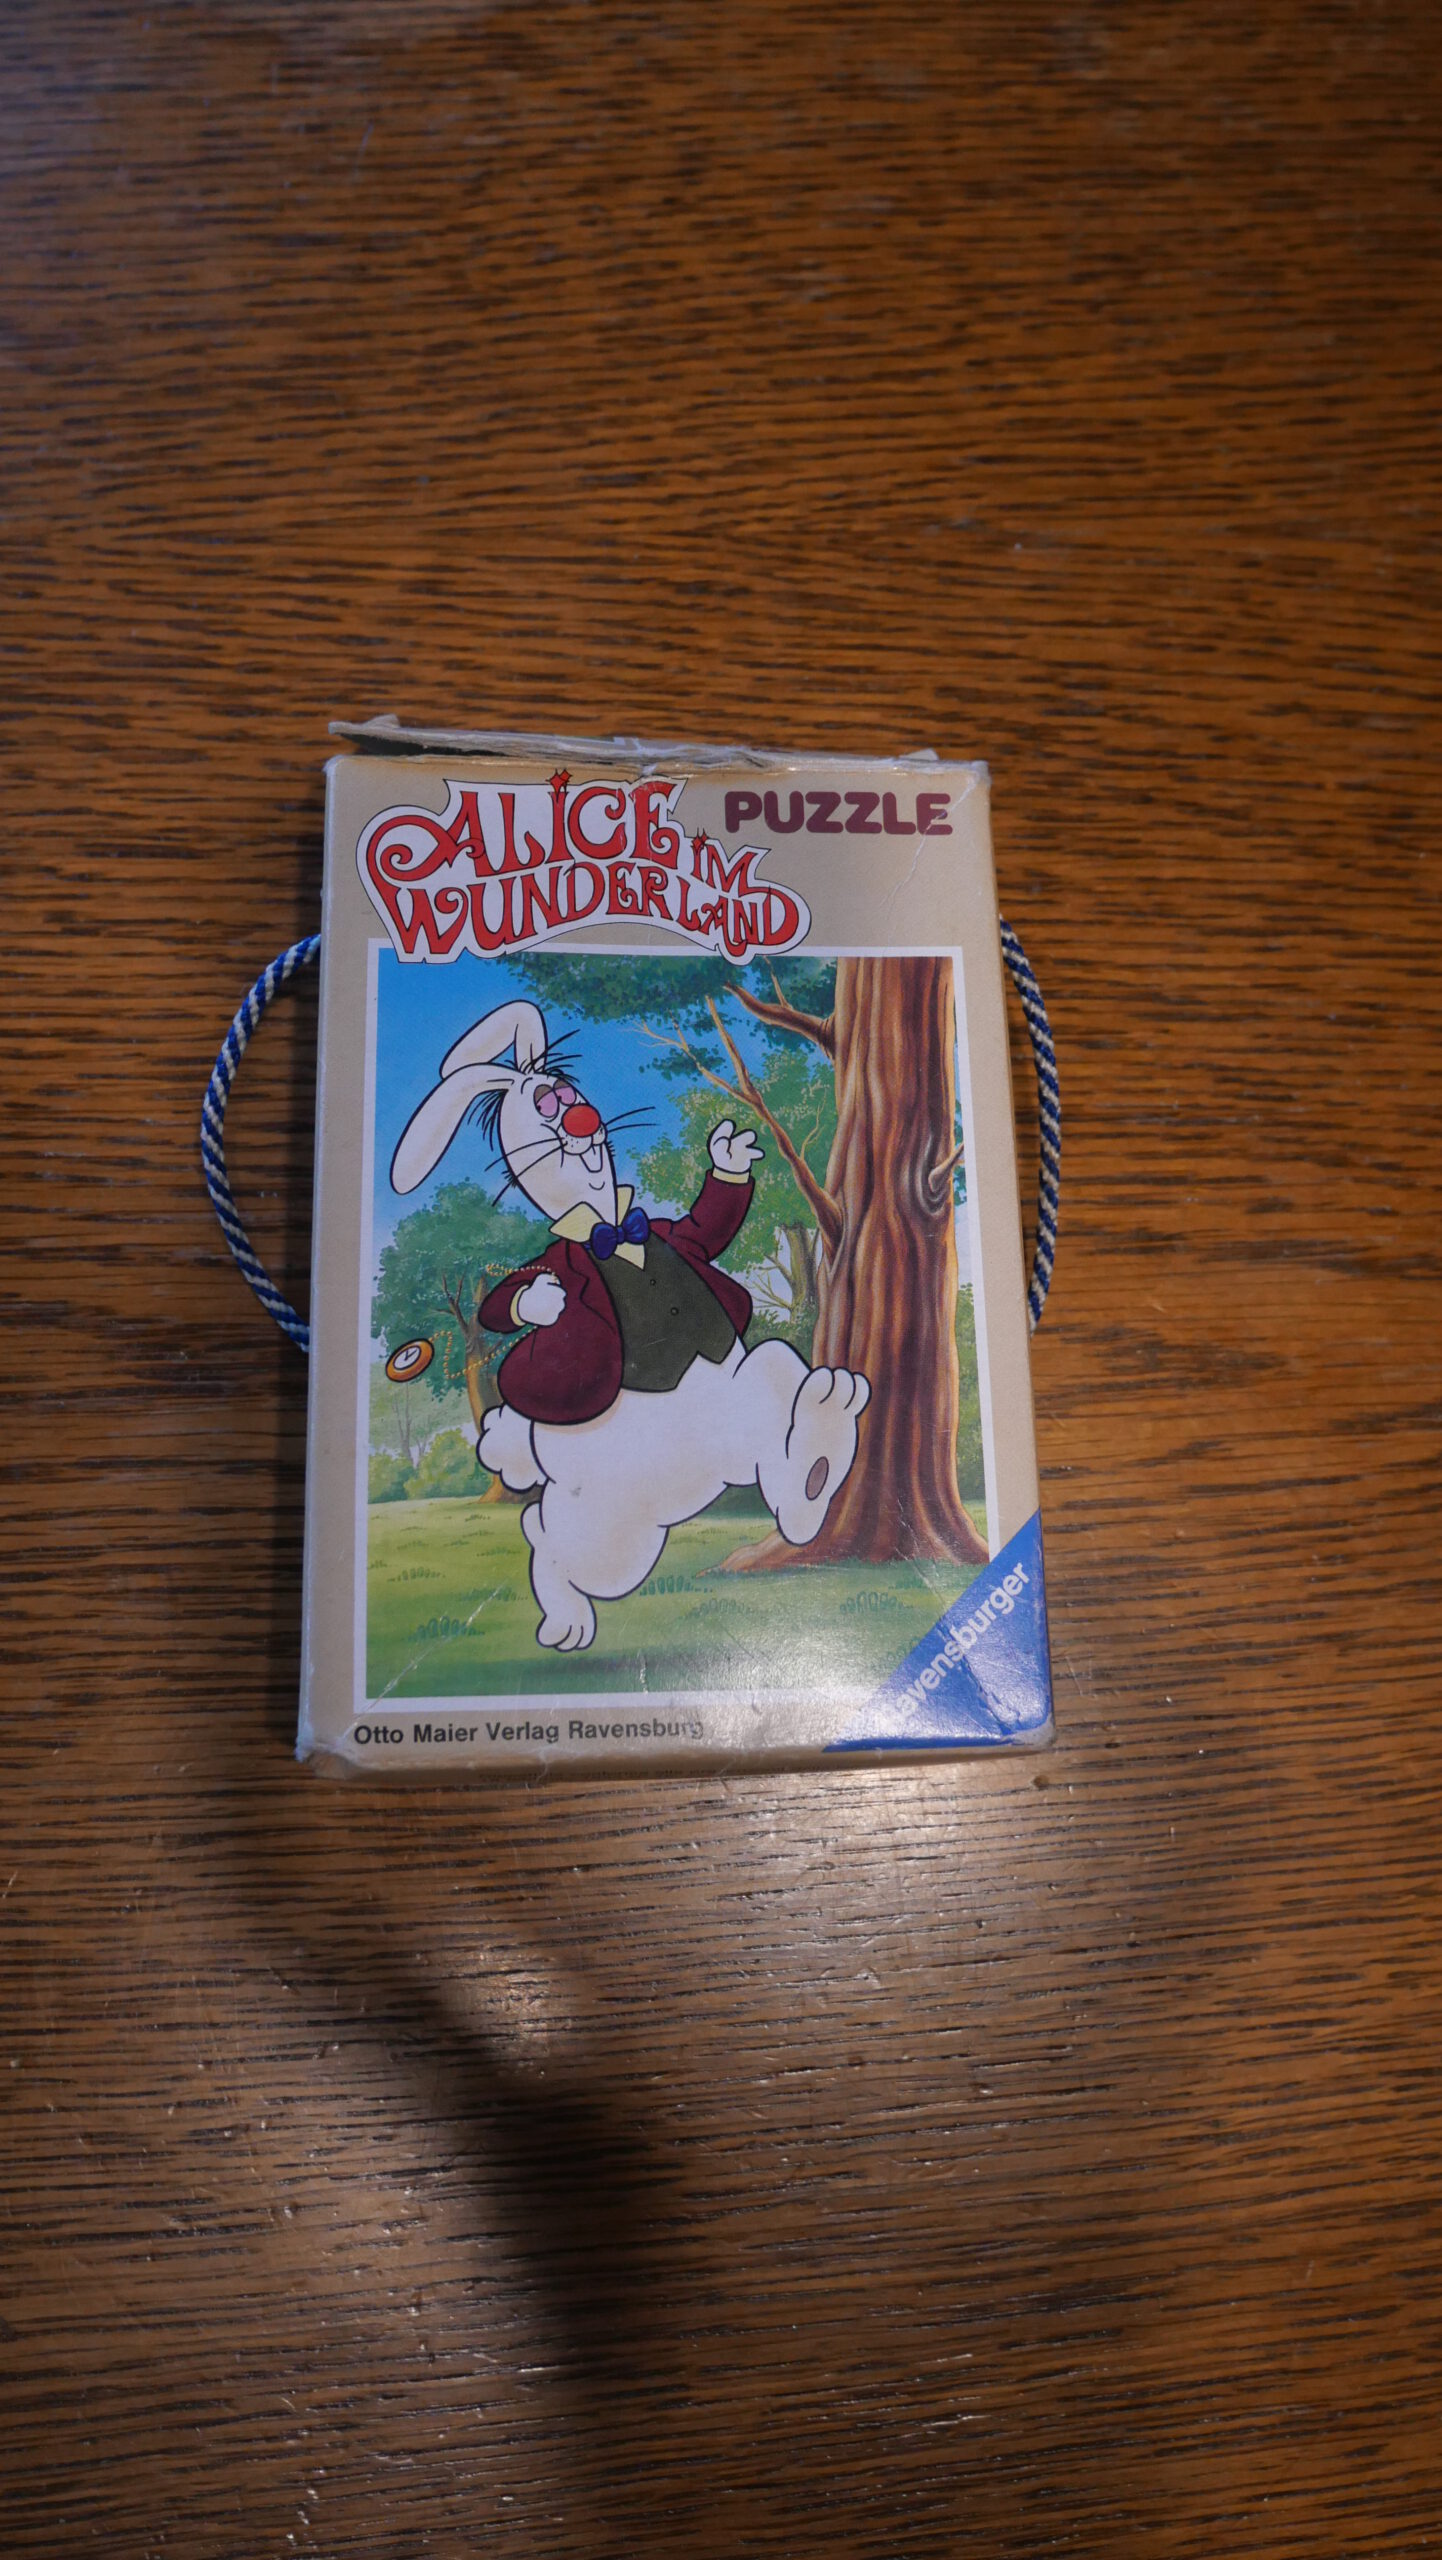 ALICE IM
WUNDERLAND
PUZZLE
Ravensburger
Otto Maier Verlag Ravensburg